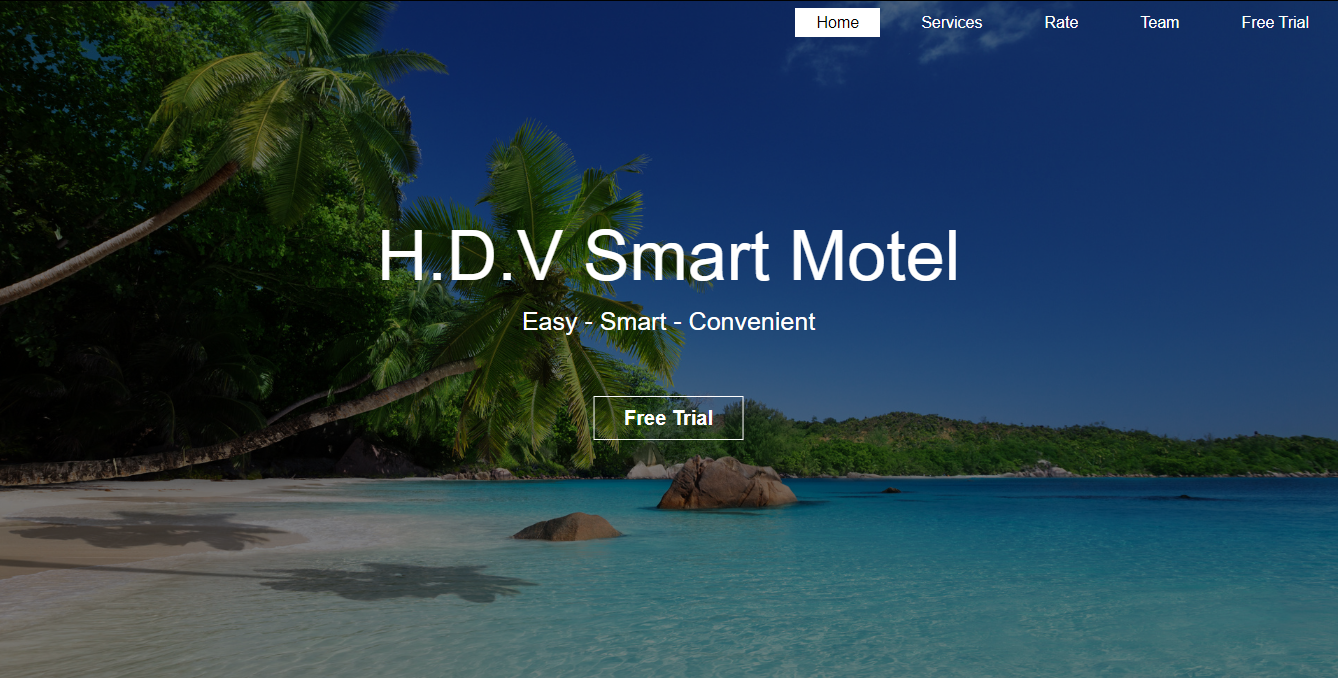 Home Services Rate Team Free Trial
H.D.V Smart Motel
Easy - Smart - Convenient
Free Trial